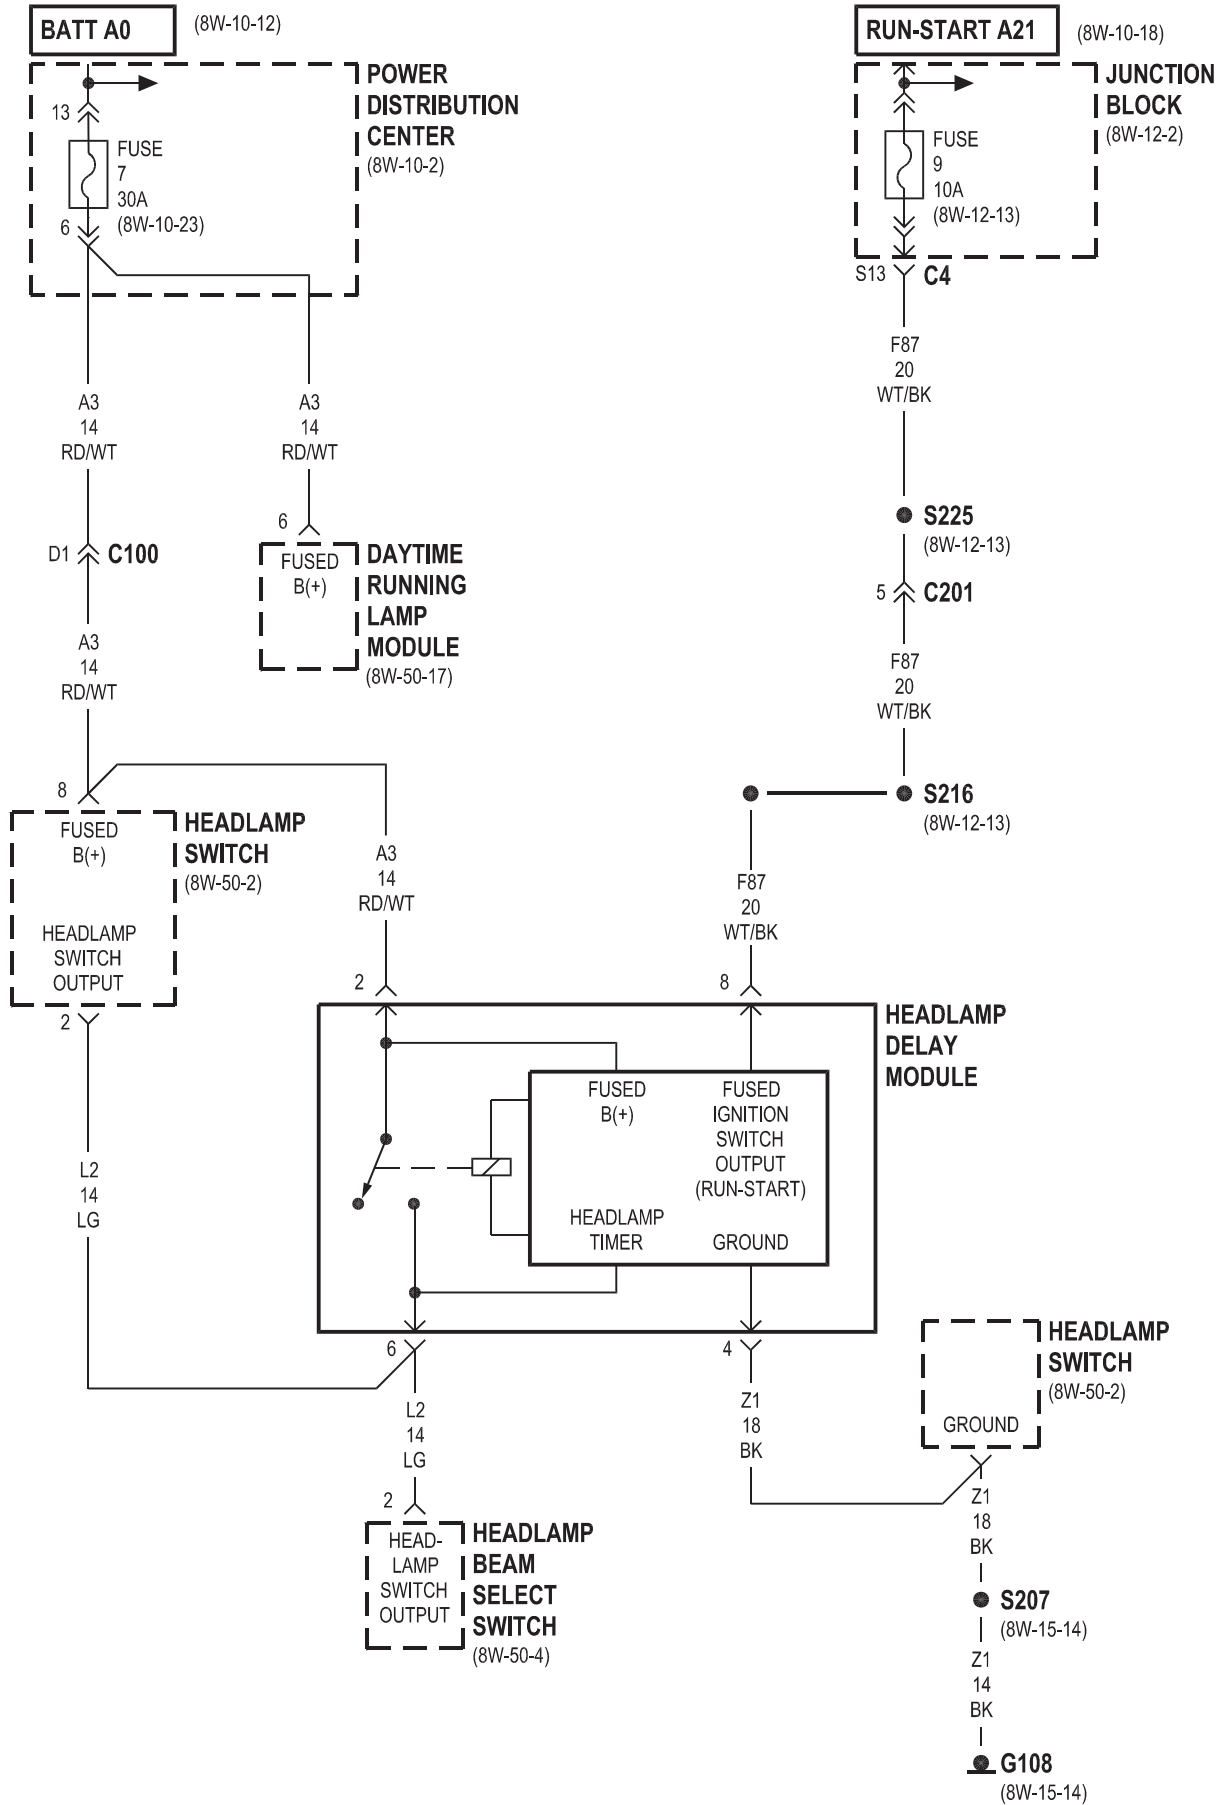 BATT A0
(8W-10-12)
RUN-START A21
(8W-10-18)
POWER
DISTRIBUTION
CENTER
(8W-10-2)
13
FUSE
7
30A
(8W-10-23)
6
JUNCTION
BLOCK
(8W-12-2)
FUSE
9
10A
(8W-12-13)
S13
C4
F87
20
WT/BK
A3
14
RD/WT
A3
14
RD/WT
S225
(8W-12-13)
D1
C100
6
FUSED
B(+)
DAYTIME
RUNNING
LAMP
MODULE
(8W-50-17)
5
C201
A3
14
RD/WT
F87
20
WT/BK
8
S216
(8W-12-13)
FUSED
B(+)
HEADLAMP
SWITCH
OUTPUT
HEADLAMP
SWITCH
(8W-50-2)
2
A3
14
RD/WT
F87
20
WT/BK
2
8
HEADLAMP
DELAY
MODULE
FUSED
B(+)
FUSED
IGNITION
SWITCH
OUTPUT
(RUN-START)
HEADLAMP
TIMER
GROUND
L2
14
LG
6
4
HEADLAMP
SWITCH
(8W-50-2)
GROUND
L2
14
LG
Z1
18
BK
2
HEAD-
LAMP
SWITCH
OUTPUT
HEADLAMP
BEAM
SELECT
SWITCH
(8W-50-4)
Z1
18
BK
S207
(8W-15-14)
Z1
14
BK
G108
(8W-15-14)